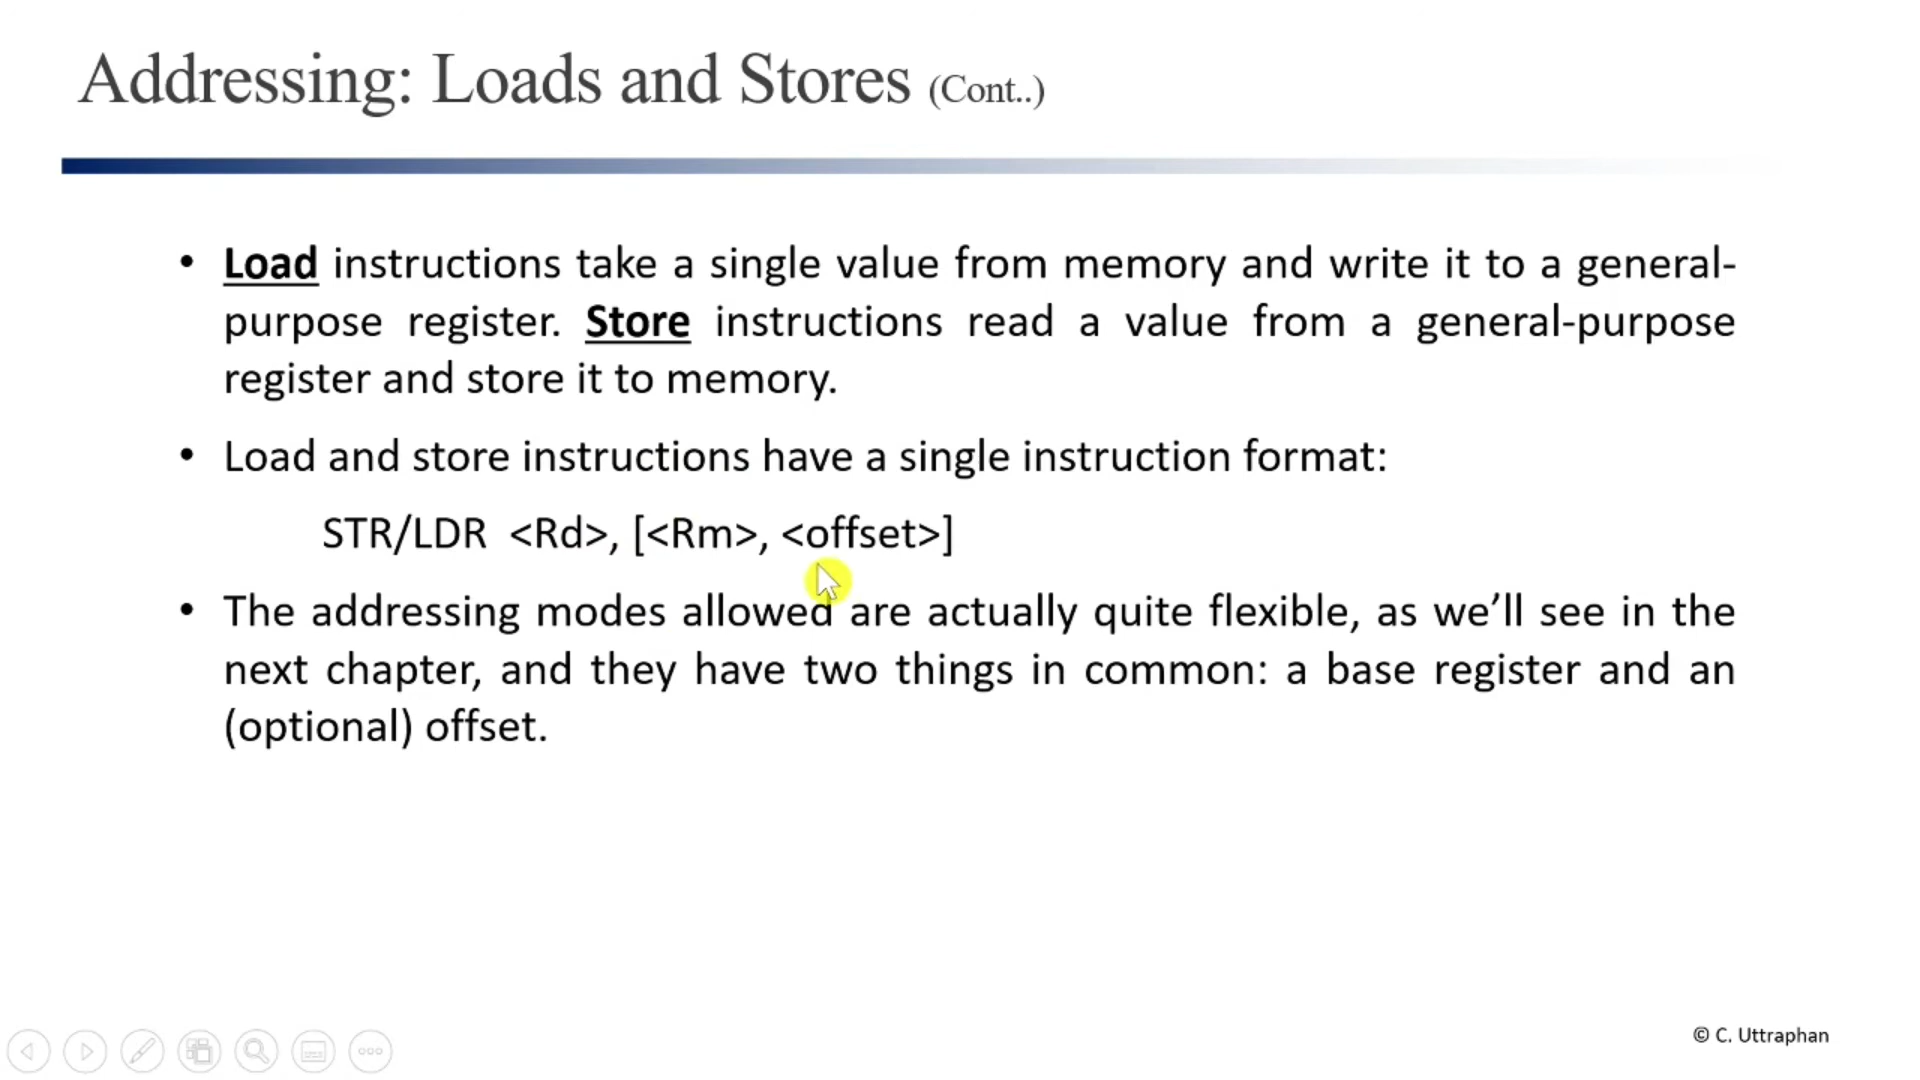 Addressing: Loads and Stores (Cont..)
• Load instructions take a single value from memory and write it to a general-
purpose register. Store instructions read a value from a general-purpose
register and store it to memory.
• Load and store instructions have a single instruction format:
STR/LDR <Rd>, [<Rm>, <offset>]
• The addressing modes allowed are actually quite flexible, as we’ll see in the
next chapter, and they have two things in common: a base register and an
(optional) offset.
© C. Uttraphan